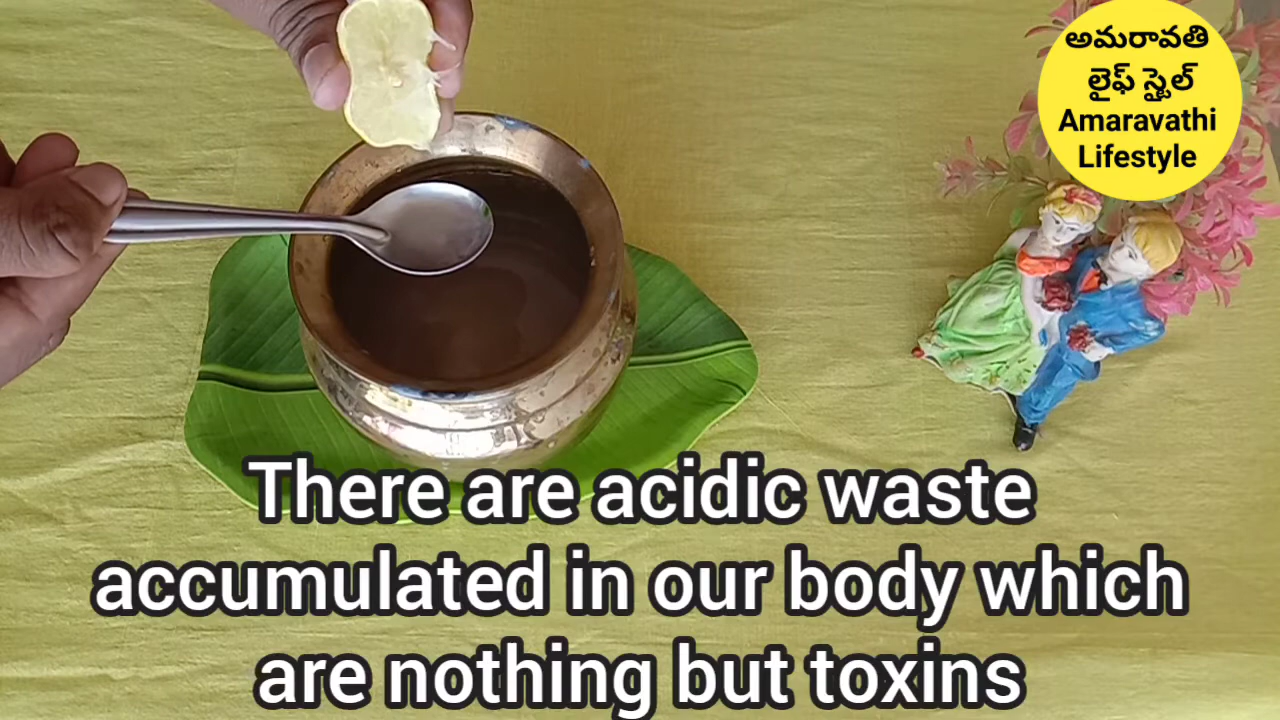 అమరావతి
లైఫ్ స్టైల్
Amaravathi
Lifestyle
There are acidic waste
accumulated in our body which
are nothing but toxins